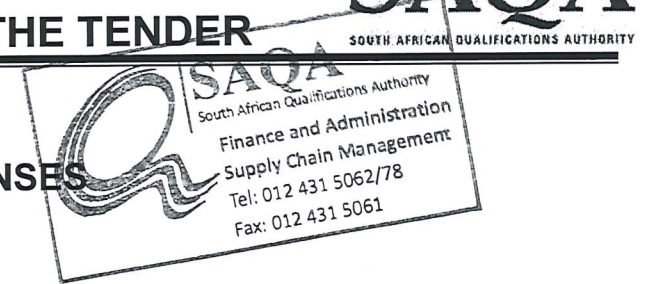 THE TENDER
SAQA
SOUTH AFRICAN QUALIFICATIONS AUTHORITY
SAQA
South African Qualifications Authority
Finance and Administration
Supply Chain Management
NSES
Tel: 012 431 5062/78
Fax: 012 431 5061